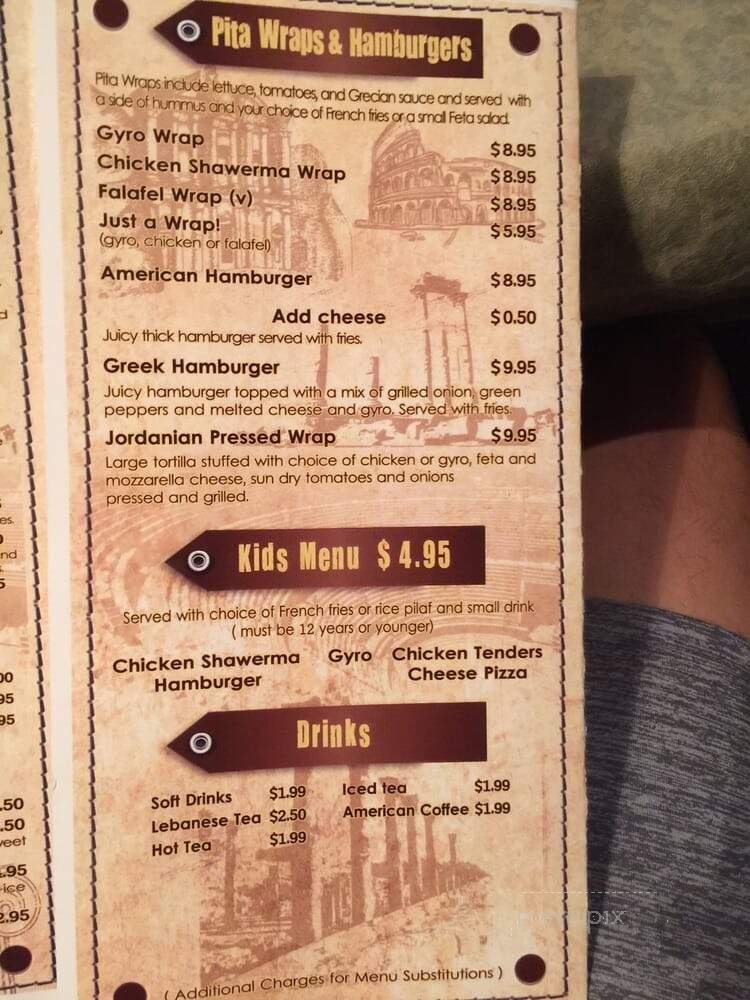 Pita Wraps & Hamburgers
Pita Wraps include lettuce, tomatoes, and Grecian sauce and served with
a side of hummus and your choice of French fries or a small Feta salad.
Gyro Wrap $8.95
Chicken Shawerma Wrap $8.95
Falafel Wrap (v) $8.95
Just a Wrap! $5.95
(gyro, chicken or falafel)
American Hamburger $8.95
Add cheese $0.50
Juicy thick hamburger served with fries.
Greek Hamburger $9.95
Juicy hamburger topped with a mix of grilled onion, green
peppers and melted cheese and gyro. Served with fries.
Jordanian Pressed Wrap $9.95
Large tortilla stuffed with choice of chicken or gyro, feta and
mozzarella cheese, sun dry tomatoes and onions
pressed and grilled.
Kids Menu $4.95
Served with choice of French fries or rice pilaf and small drink
( must be 12 years or younger)
Chicken Shawerma Gyro Chicken Tenders
Hamburger Cheese Pizza
Drinks
Soft Drinks $1.99 Iced tea $1.99
Lebanese Tea $2.50 American Coffee $1.99
Hot Tea $1.99
( Additional Charges for Menu Substitutions )